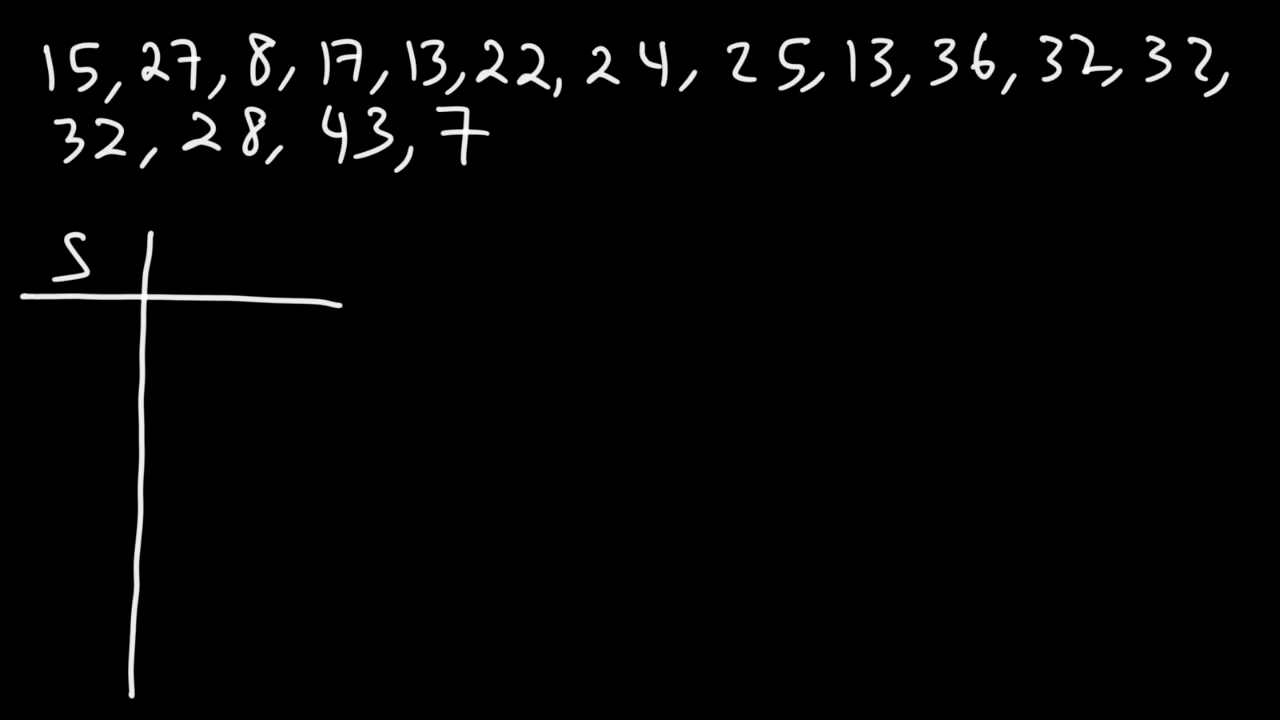 15, 27, 8, 17, 13, 22, 24, 25, 13, 36, 32, 32,
32, 28, 43, 7
S